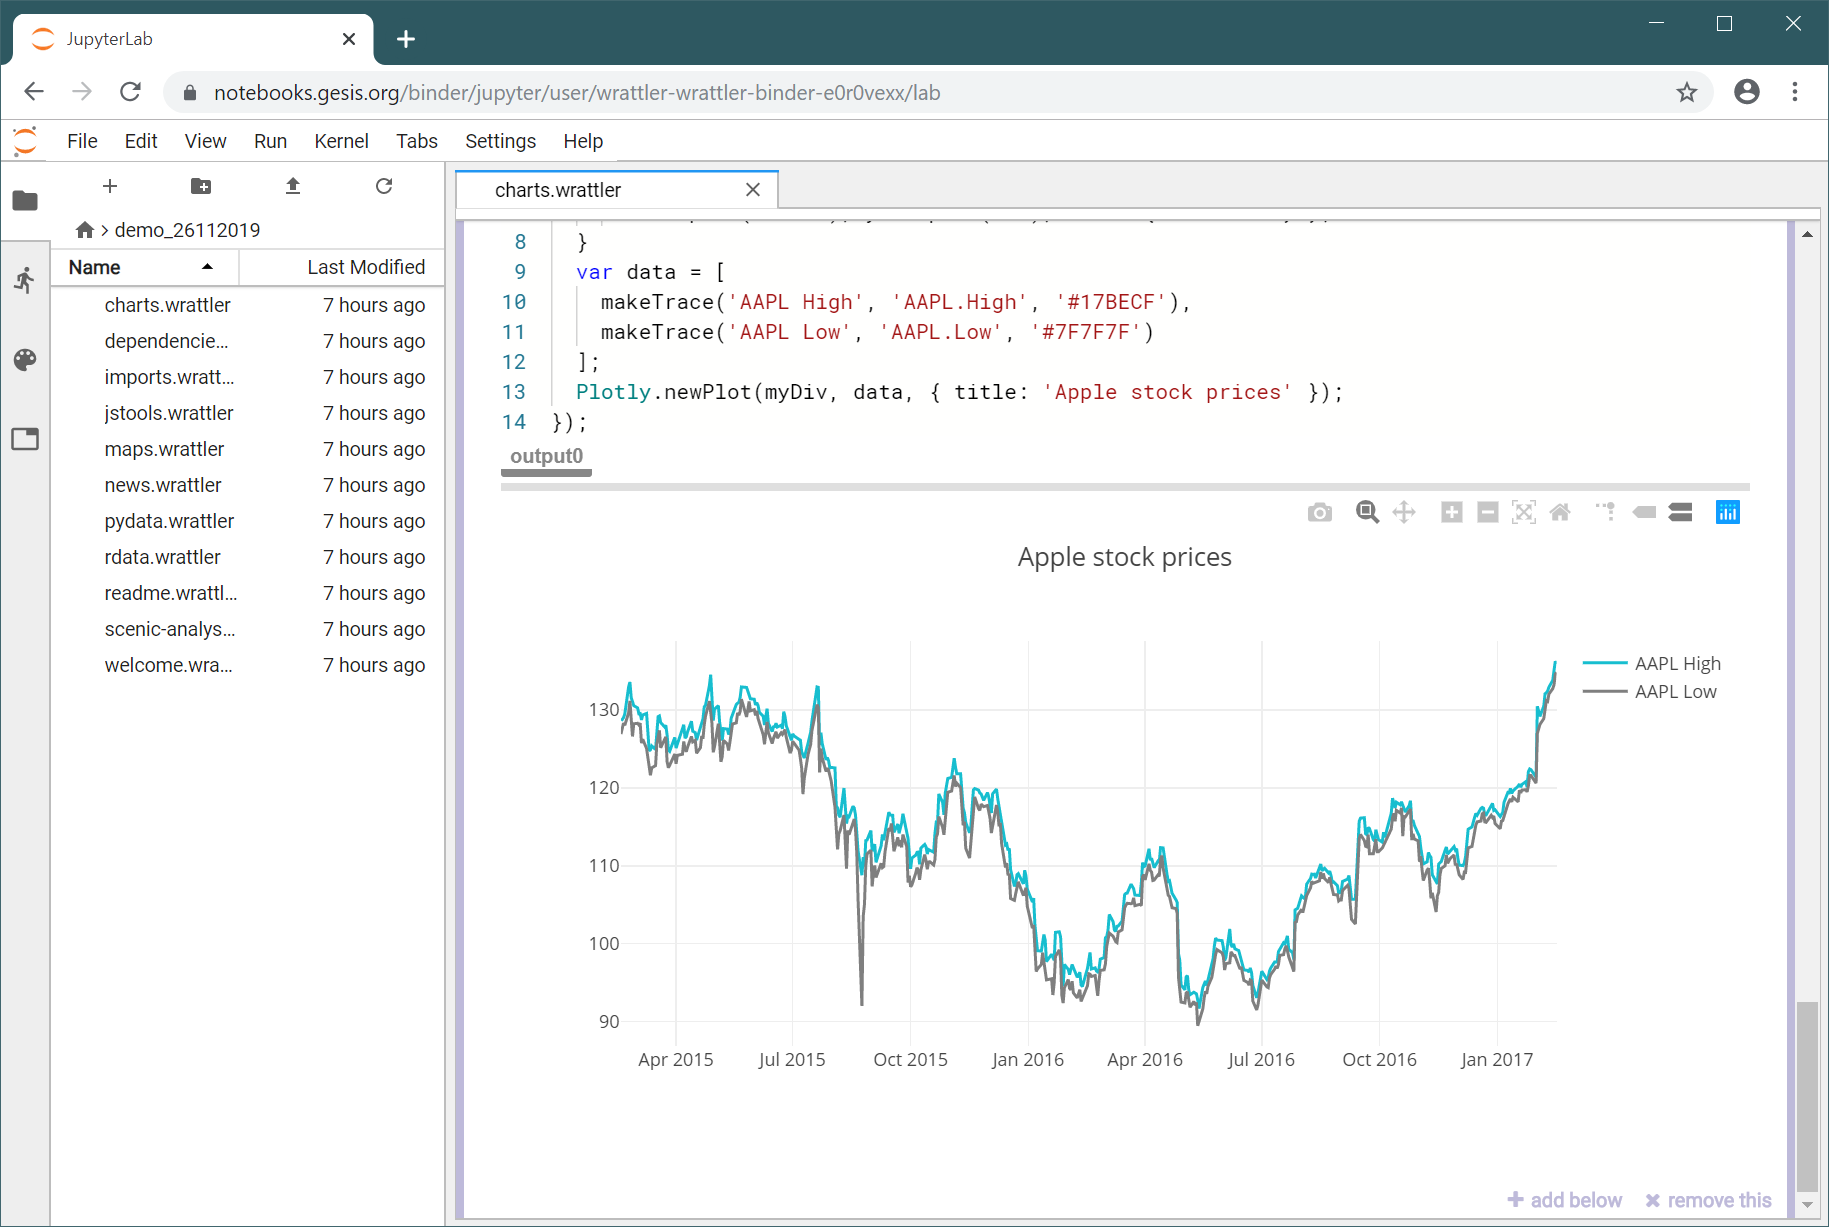 JupyterLab
notebooks.gesis.org/binder/jupyter/user/wrattler-wrattler-binder-e0r0vexx/lab
File Edit View Run Kernel Tabs Settings Help
demo_26112019
Name Last Modified
charts.wrattler 7 hours ago
dependencie... 7 hours ago
imports.wratt... 7 hours ago
jstools.wrattler 7 hours ago
maps.wrattler 7 hours ago
news.wrattler 7 hours ago
pydata.wrattler 7 hours ago
rdata.wrattler 7 hours ago
readme.wrattl... 7 hours ago
scenic-analys... 7 hours ago
welcome.wra... 7 hours ago
charts.wrattler
8 }
9 var data = [
10 makeTrace('AAPL High', 'AAPL.High', '#17BECF'),
11 makeTrace('AAPL Low', 'AAPL.Low', '#7F7F7F')
12 ];
13 Plotly.newPlot(myDiv, data, { title: 'Apple stock prices' });
14 });
output0
Apple stock prices
AAPL High
AAPL Low
130
120
110
100
90
Apr 2015 Jul 2015 Oct 2015 Jan 2016 Apr 2016 Jul 2016 Oct 2016 Jan 2017
add below remove this